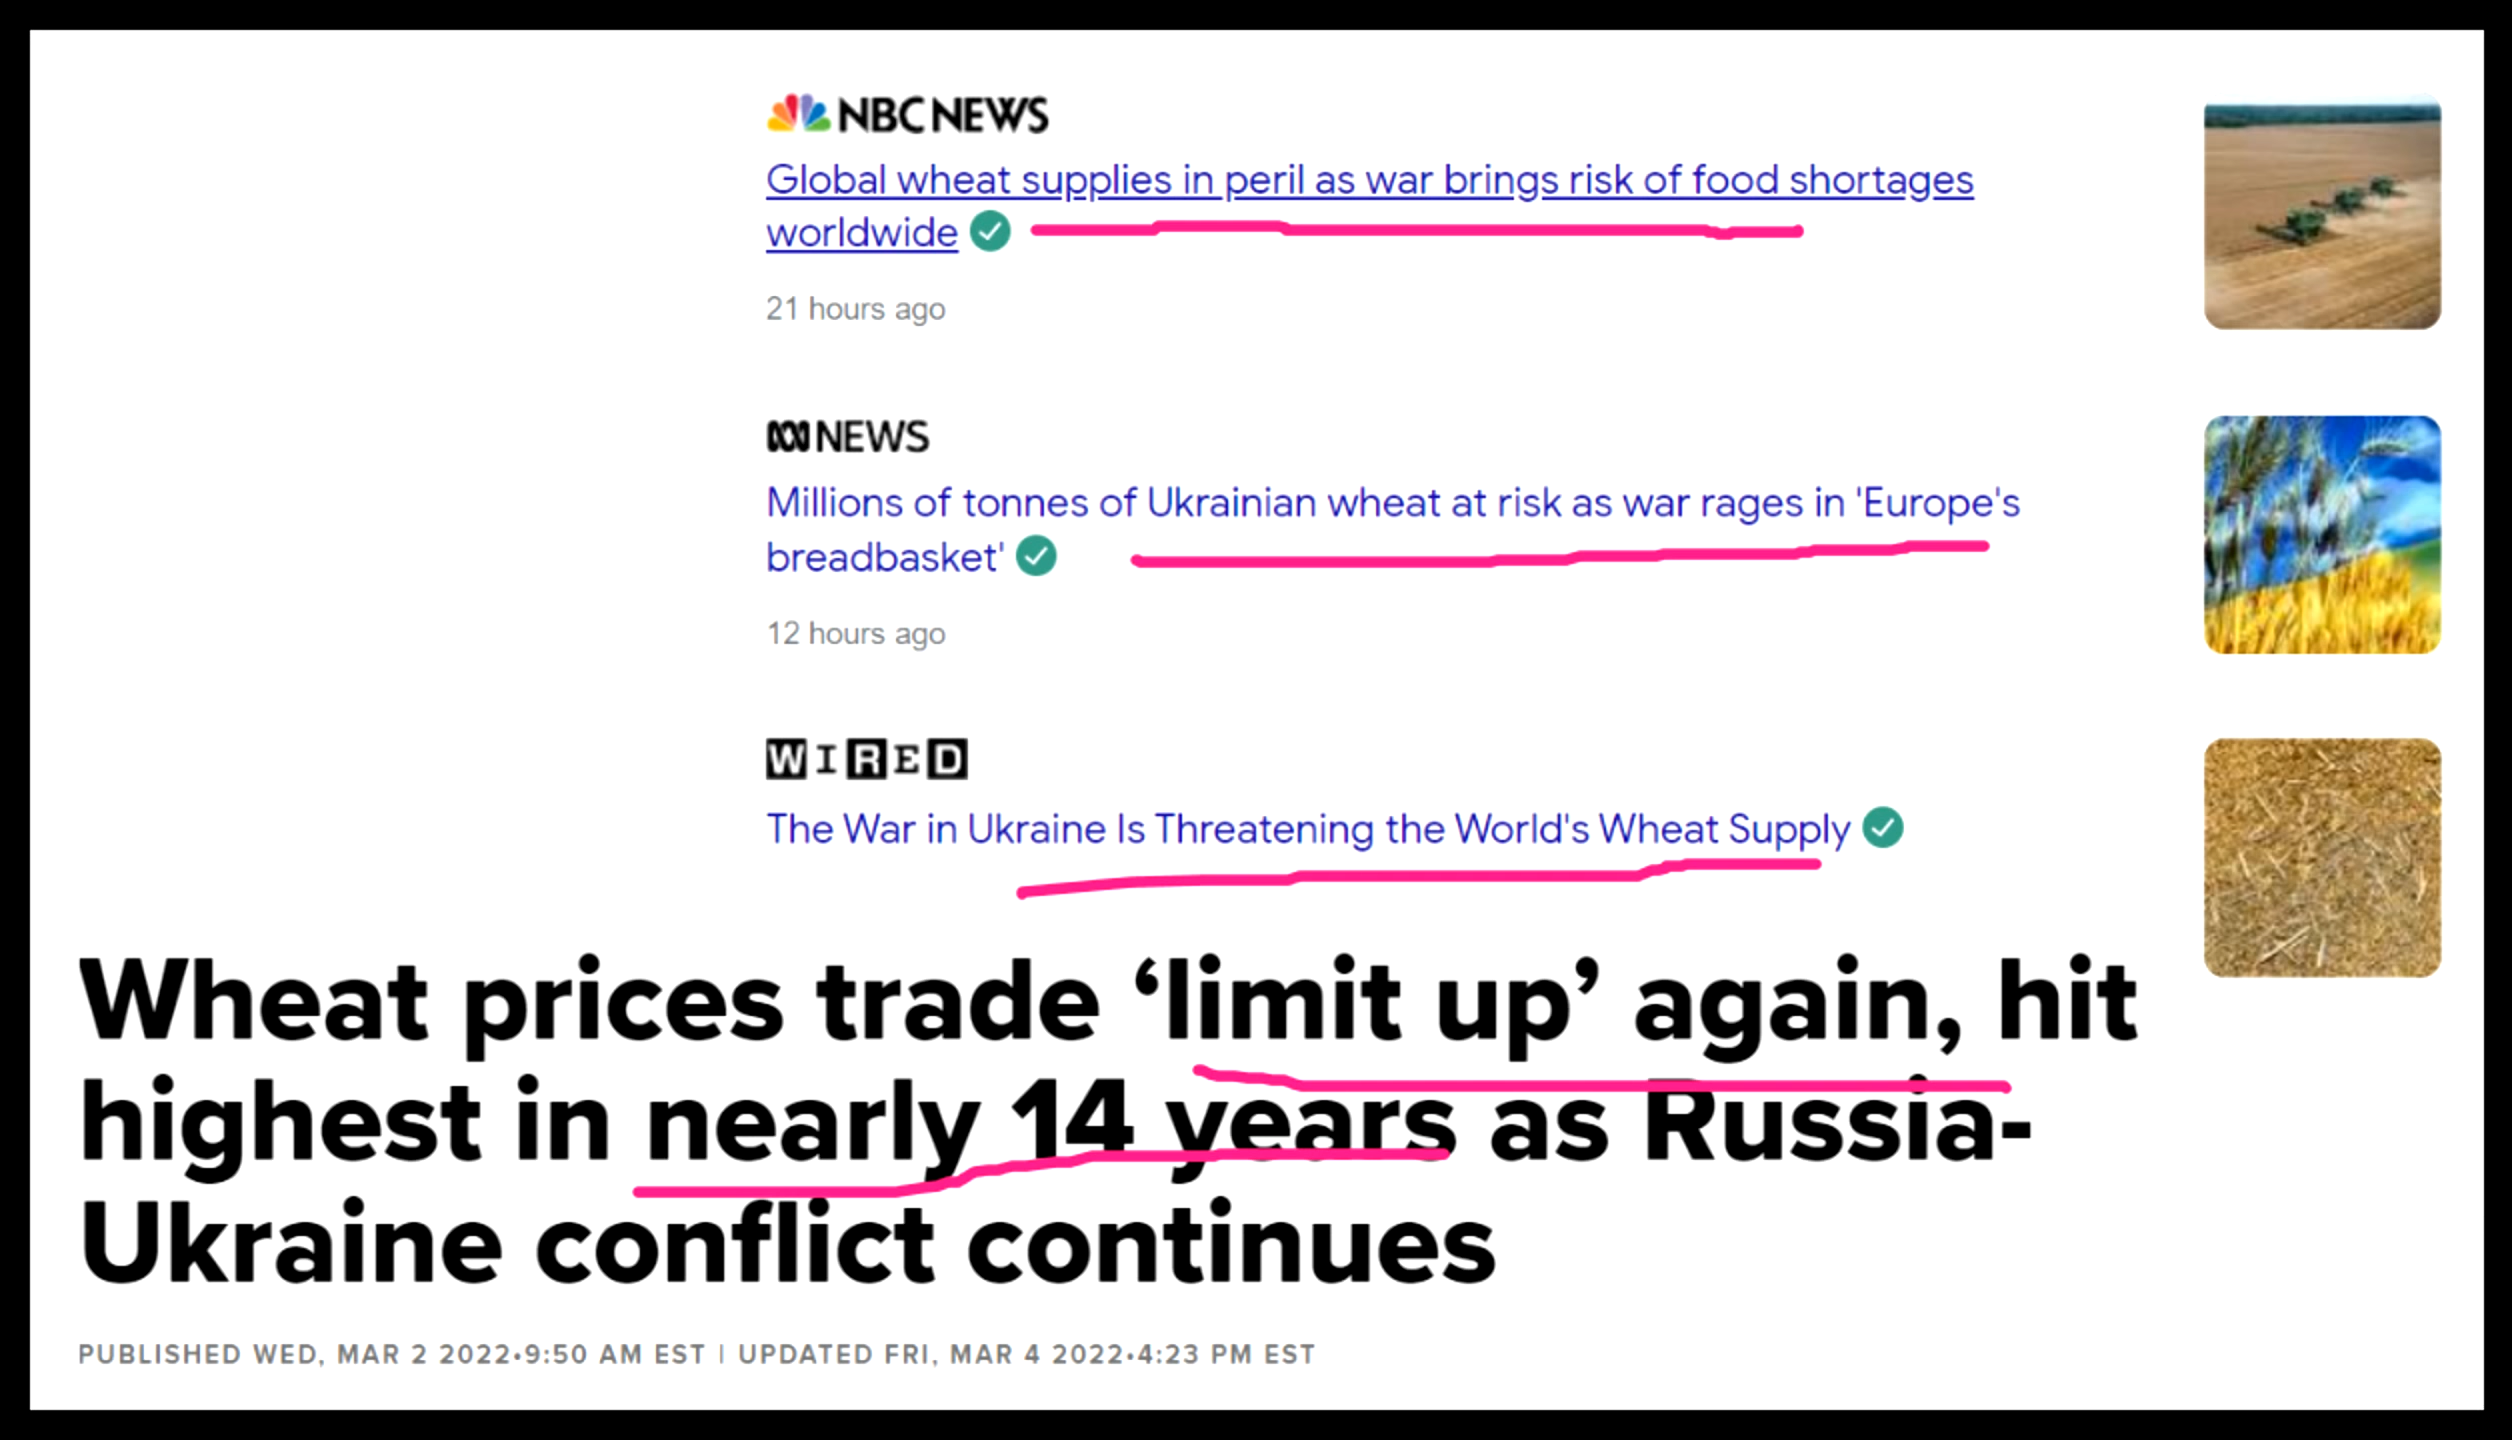 NBC NEWS
Global wheat supplies in peril as war brings risk of food shortages
worldwide
21 hours ago
NEWS
Millions of tonnes of Ukrainian wheat at risk as war rages in 'Europe's
breadbasket'
12 hours ago
WIRED
The War in Ukraine Is Threatening the World's Wheat Supply
Wheat prices trade ‘limit up’ again, hit
highest in nearly 14 years as Russia-
Ukraine conflict continues
PUBLISHED WED, MAR 2 2022•9:50 AM EST | UPDATED FRI, MAR 4 2022•4:23 PM EST